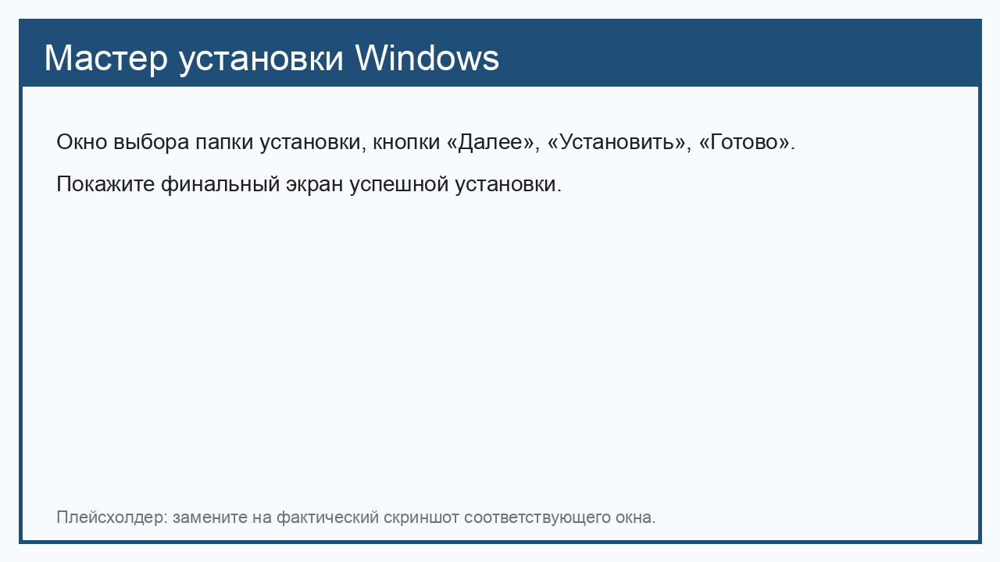 Мастер установки Windows
Окно выбора папки установки, кнопки «Далее», «Установить», «Готово».
Покажите финальный экран успешной установки.
Плейсхолдер: замените на фактический скриншот соответствующего окна.